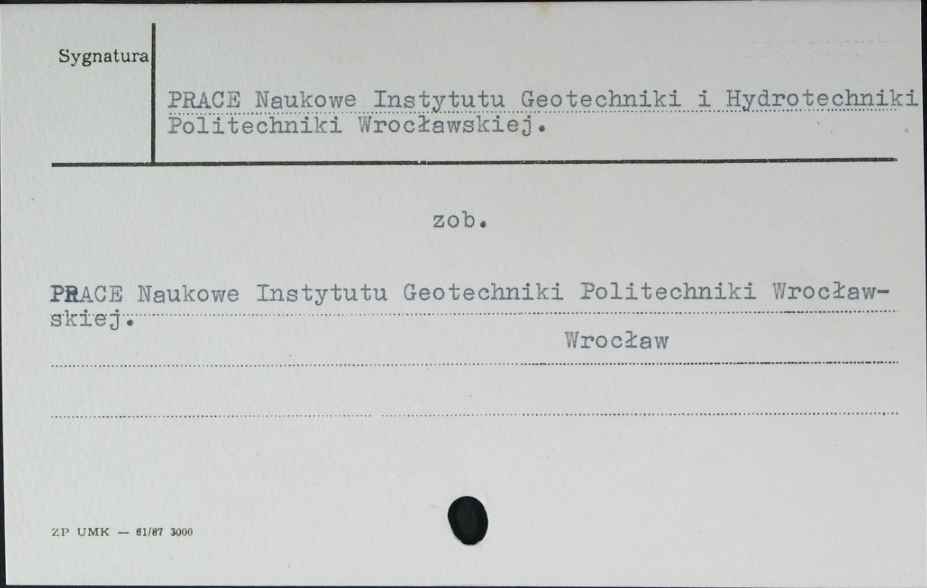 Sygnatura
PRACE Naukowe Instytutu Geotechniki i Hydrotechniki
Politechniki Wrocławskiej.
zob.
PRACE Naukowe Instytutu Geotechniki Politechniki Wrocław-
skiej.
Wrocław
ZP UMK — 61/87 3000